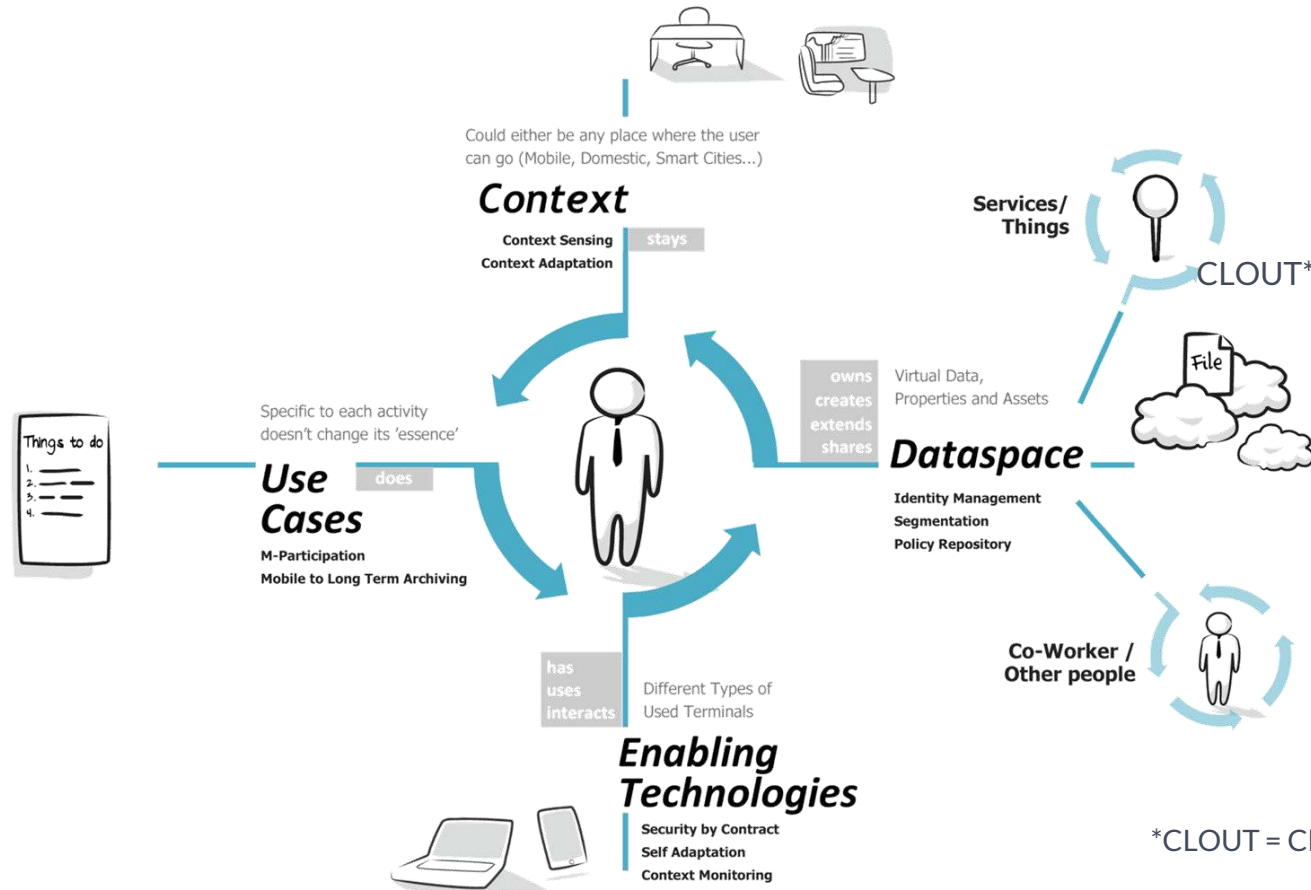 Could either be any place where the user
can go (Mobile, Domestic, Smart Cities...)
Context
Context Sensing
Context Adaptation
stays
Services/
Things
CLOUT*
File
owns
creates
extends
shares
Virtual Data,
Properties and Assets
Dataspace
Identity Management
Segmentation
Policy Repository
Specific to each activity
doesn't change its 'essence'
Use
Cases
does
M-Participation
Mobile to Long Term Archiving
Things to do
1.
2.
3.
4.
Co-Worker /
Other people
has
uses
interacts
Different Types of
Used Terminals
Enabling
Technologies
Security by Contract
Self Adaptation
Context Monitoring
*CLOUT = Cl